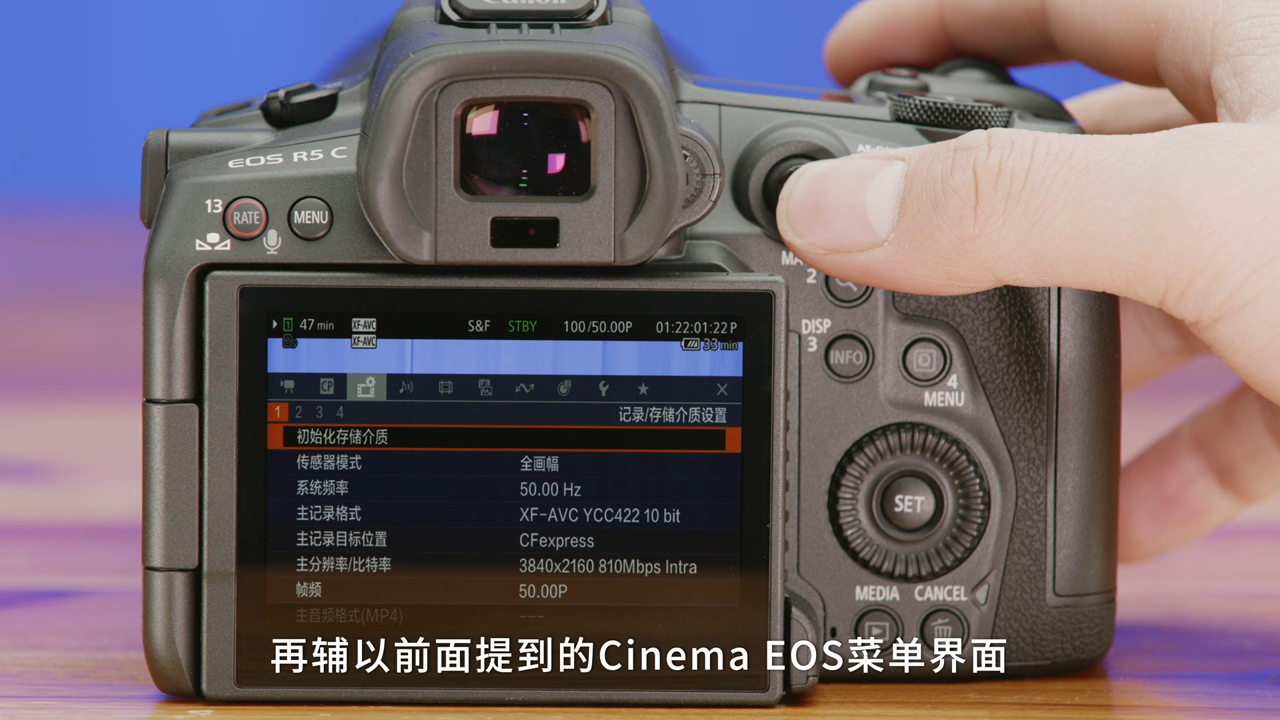 Canon
EOS R5 C
13
RATE
MENU
MA
2
DISP
3
INFO
4
MENU
SET
MEDIA CANCEL
1 47 min XF-AVC S&F STBY 100/50.00P 01:22:01:22 P
XF-AVC 33 min
CP
1 2 3 4 记录/存储介质设置
初始化存储介质
传感器模式 全画幅
系统频率 50.00 Hz
主记录格式 XF-AVC YCC422 10 bit
主记录目标位置 CFexpress
主分辨率/比特率 3840x2160 810Mbps Intra
帧频 50.00P
主音频格式(MP4) ---
再辅以前面提到的Cinema EOS菜单界面